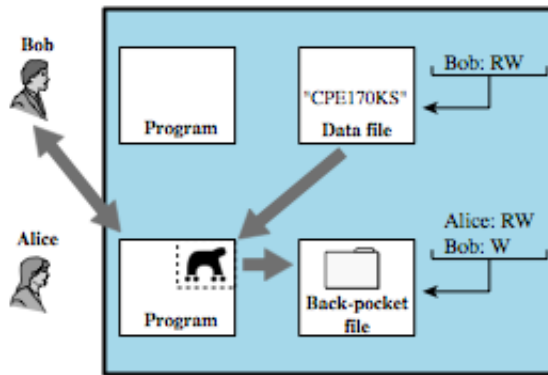 Bob
Program
"CPE170KS"
Data file
Bob: RW
Alice
Program
Back-pocket
file
Alice: RW
Bob: W